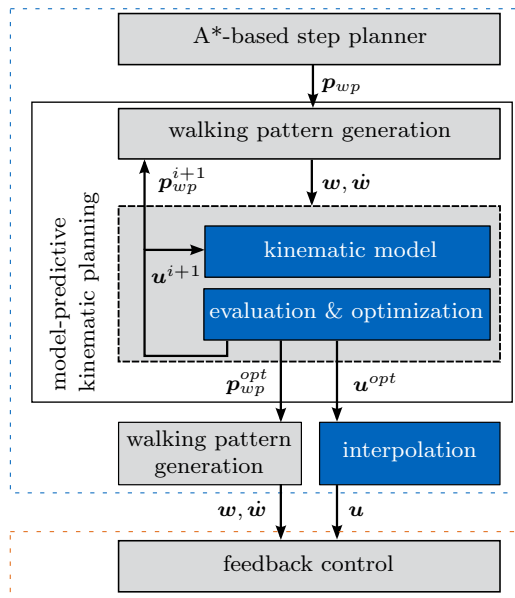 A*-based step planner
p_wp
walking pattern generation
p_wp^{i+1}
w, ẇ
model-predictive
kinematic planning
kinematic model
u^{i+1}
evaluation & optimization
p_wp^{opt}
u^{opt}
walking pattern
generation
interpolation
w, ẇ
u
feedback control